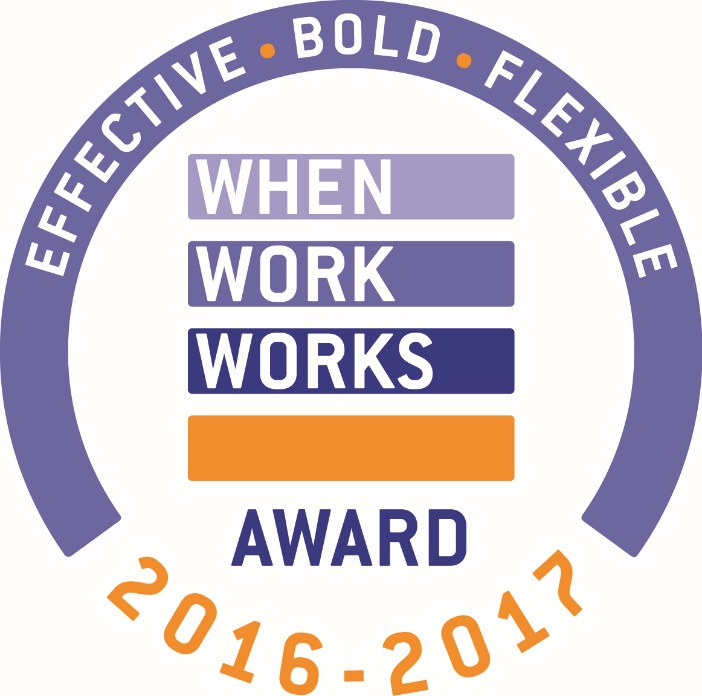 EFFECTIVE • BOLD • FLEXIBLE
WHEN
WORK
WORKS
AWARD
2016-2017